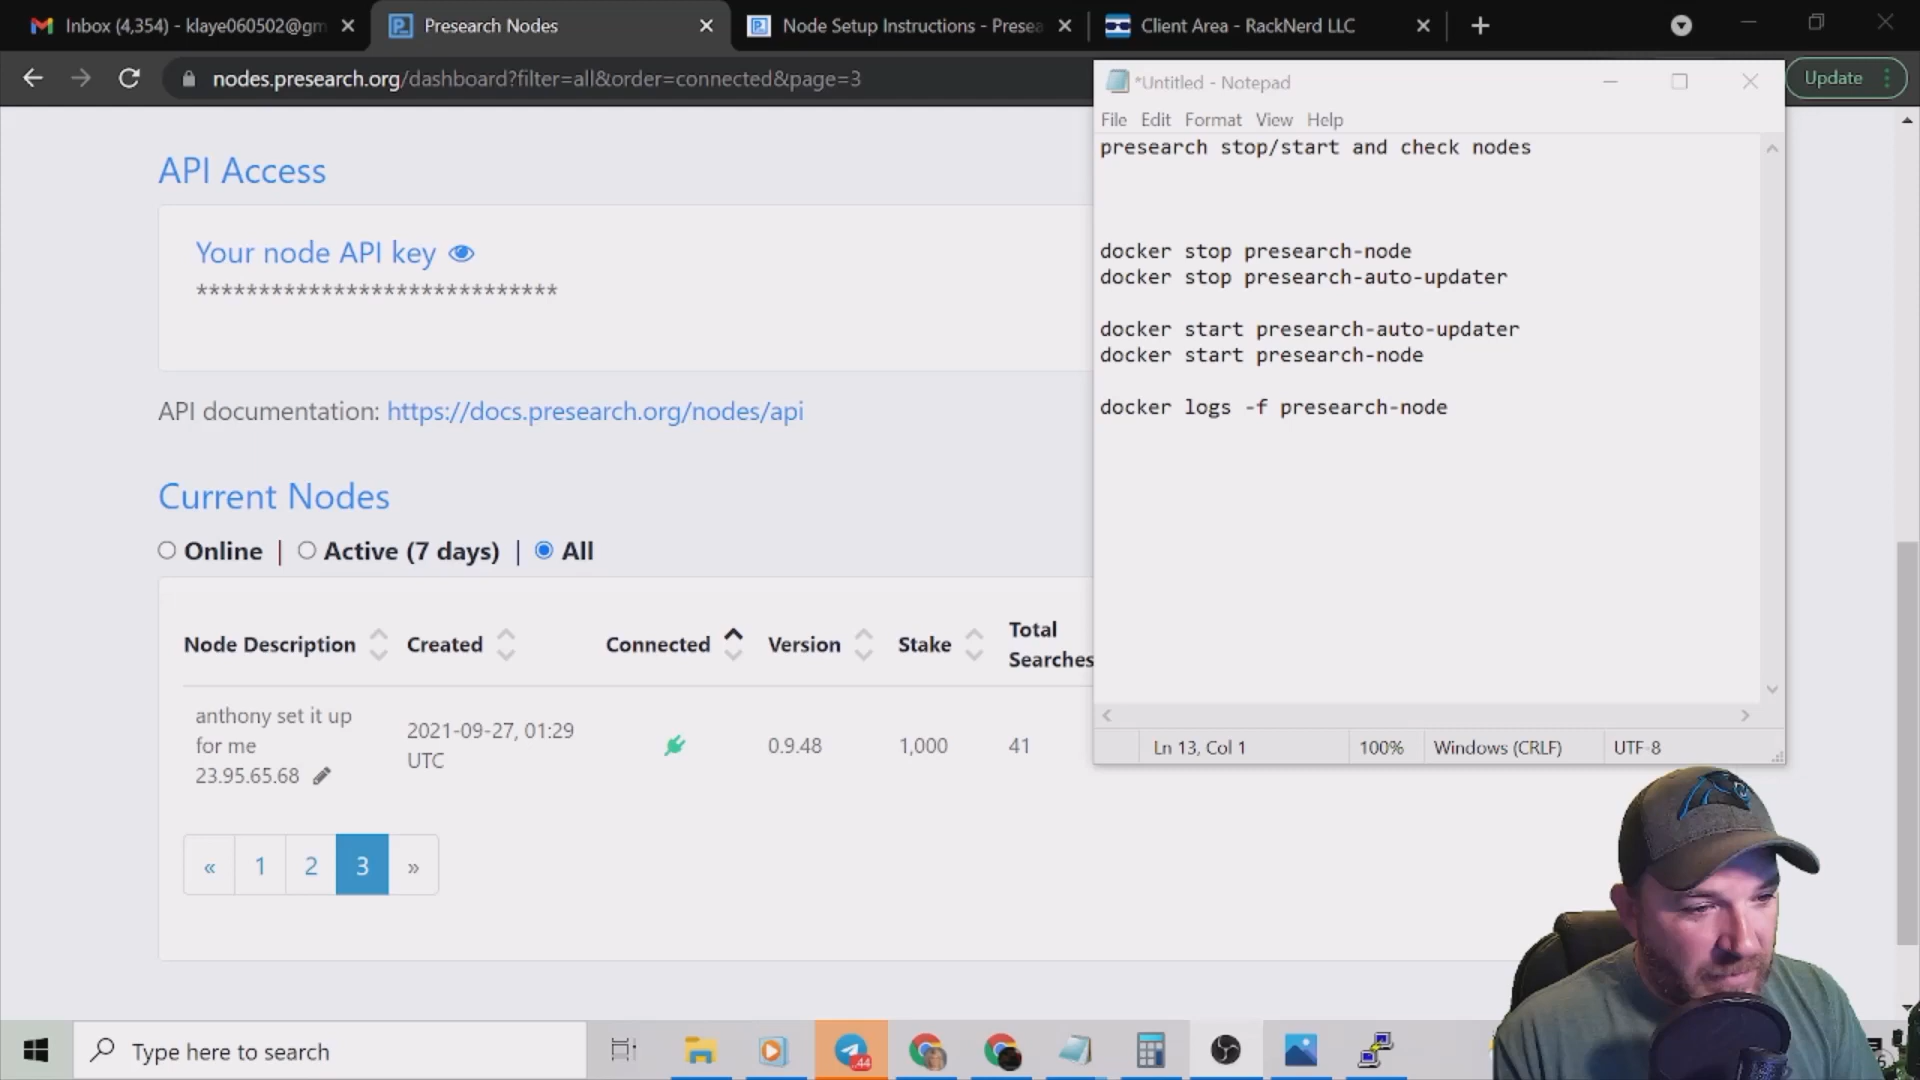 Inbox (4,354) - klaye060502@gm
Presearch Nodes
Node Setup Instructions - Presea
Client Area - RackNerd LLC
nodes.presearch.org/dashboard?filter=all&order=connected&page=3
Update
API Access
Your node API key
*****************************
API documentation: https://docs.presearch.org/nodes/api
Current Nodes
Online | Active (7 days) | All
Node Description Created Connected Version Stake Total Searches
anthony set it up
for me
23.95.65.68
2021-09-27, 01:29
UTC
0.9.48
1,000
41
« 1 2 3 »
*Untitled - Notepad
File Edit Format View Help
presearch stop/start and check nodes
docker stop presearch-node
docker stop presearch-auto-updater
docker start presearch-auto-updater
docker start presearch-node
docker logs -f presearch-node
Ln 13, Col 1 100% Windows (CRLF) UTF-8
Type here to search
44